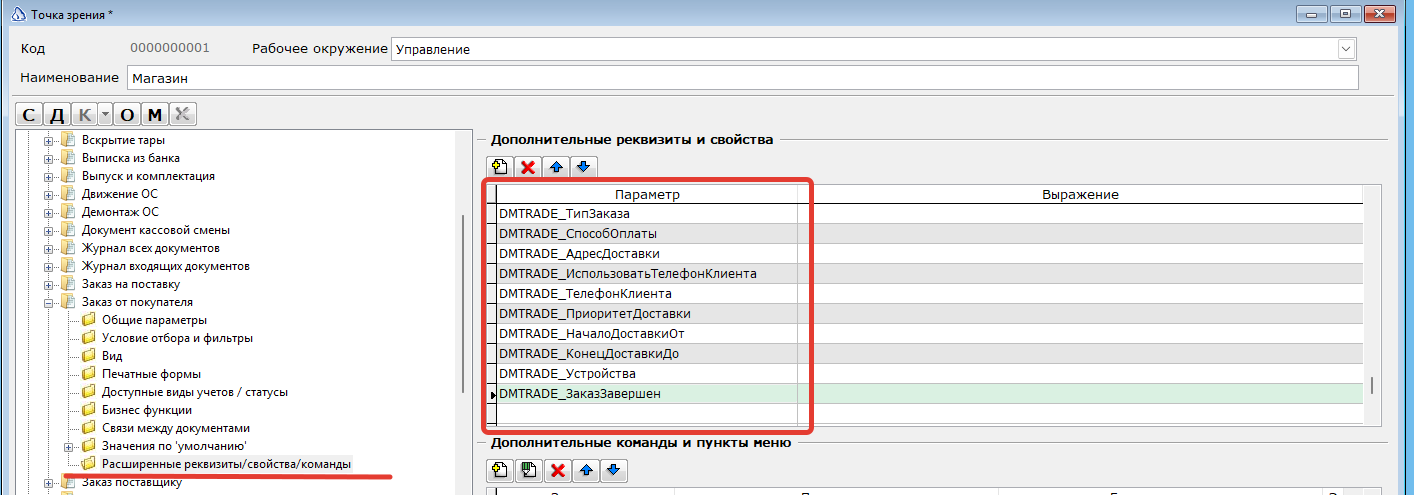 Точка зрения *
Код 0000000001 Рабочее окружение Управление
Наименование Магазин
С Д К О М
Вскрытие тары
Выписка из банка
Выпуск и комплектация
Движение ОС
Демонтаж ОС
Документ кассовой смены
Журнал всех документов
Журнал входящих документов
Заказ на поставку
Заказ от покупателя
Общие параметры
Условие отбора и фильтры
Вид
Печатные формы
Доступные виды учетов / статусы
Бизнес функции
Связи между документами
Значения по 'умолчанию'
Расширенные реквизиты/свойства/команды
Заказ поставщику
Дополнительные реквизиты и свойства
Параметр Выражение
DMTRADE_ТипЗаказа
DMTRADE_СпособОплаты
DMTRADE_АдресДоставки
DMTRADE_ИспользоватьТелефонКлиента
DMTRADE_ТелефонКлиента
DMTRADE_ПриоритетДоставки
DMTRADE_НачалоДоставкиОт
DMTRADE_КонецДоставкиДо
DMTRADE_Устройства
DMTRADE_ЗаказЗавершен
Дополнительные команды и пункты меню